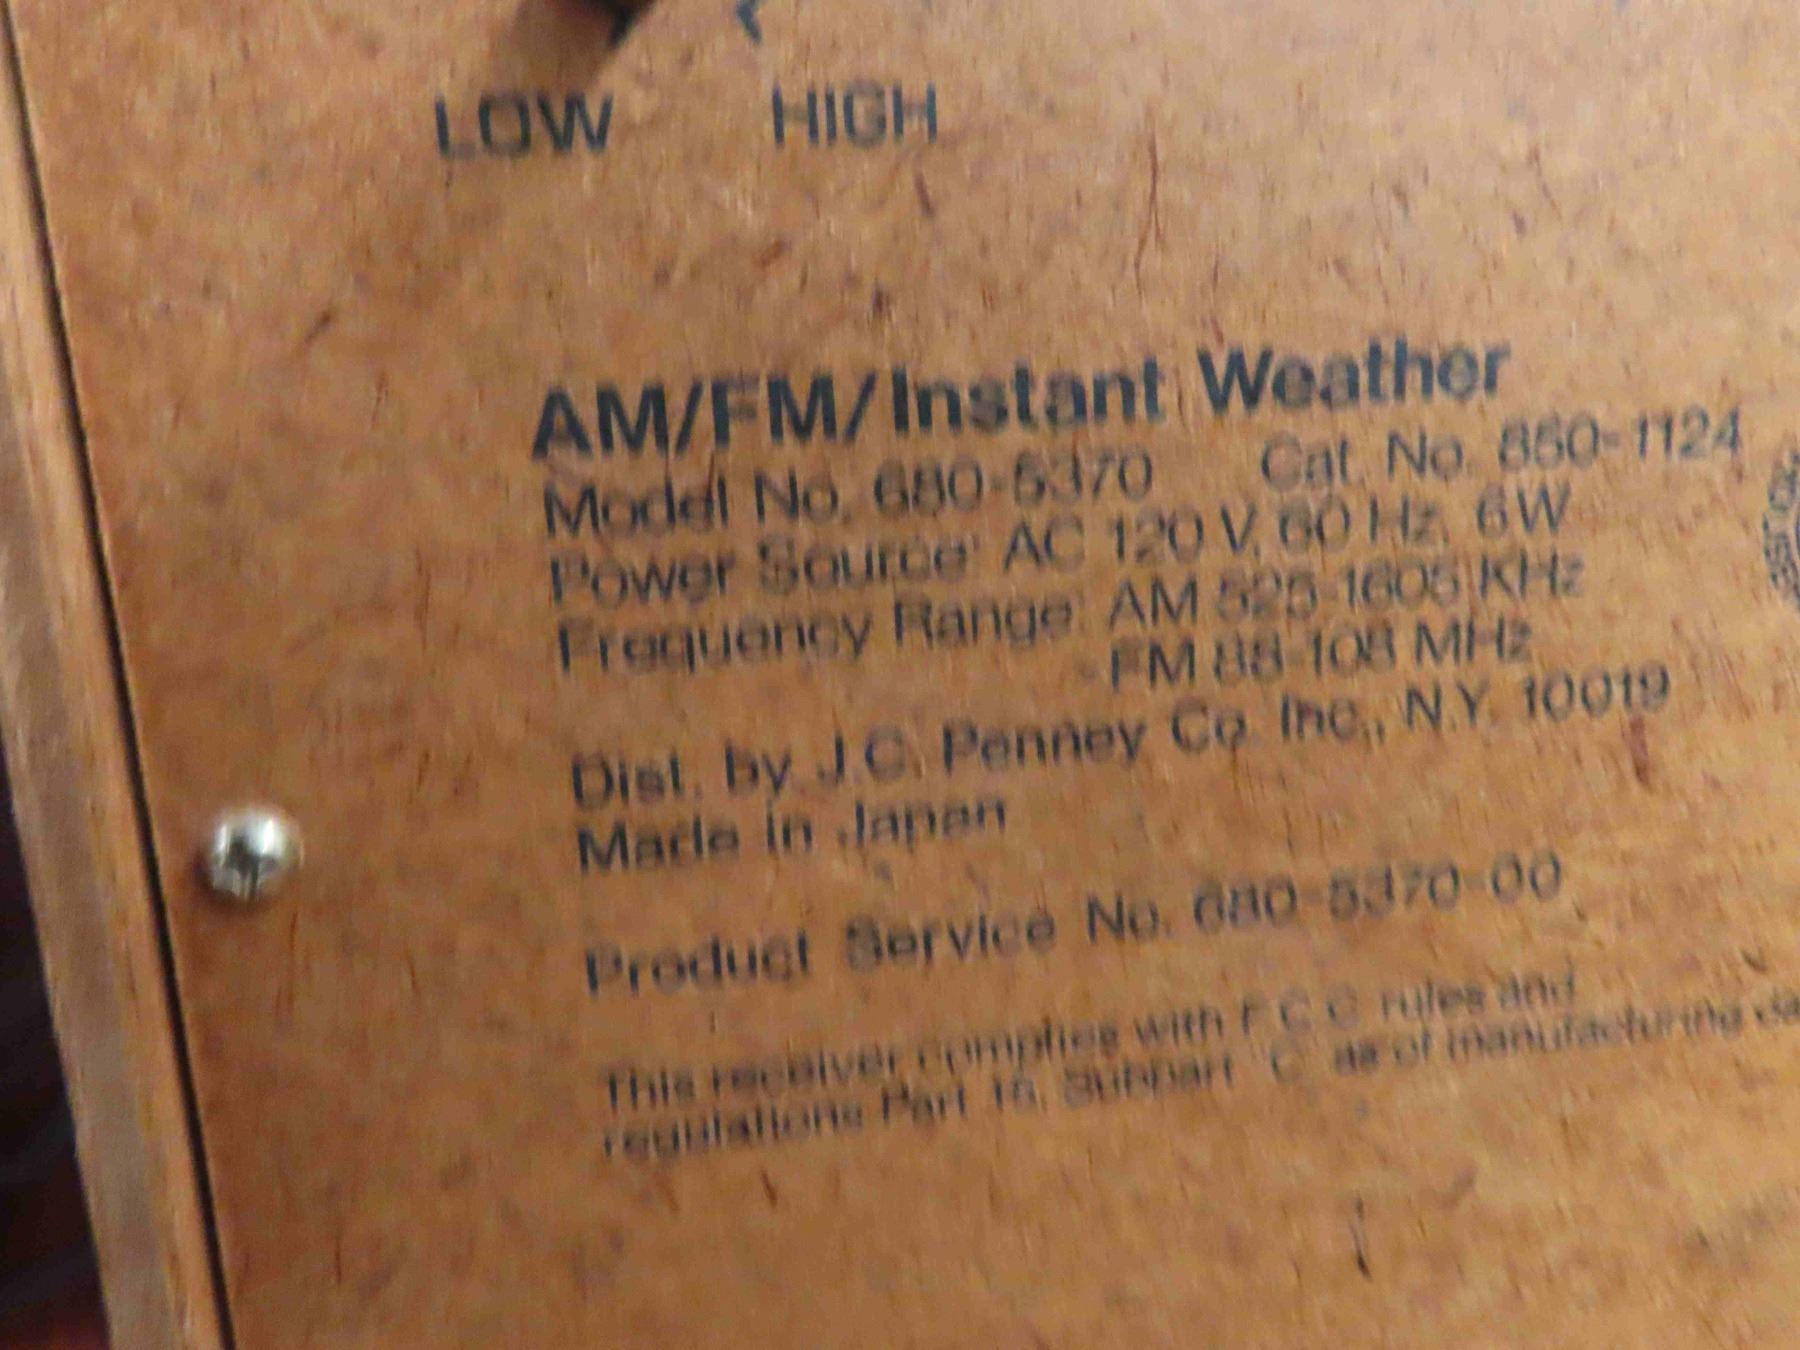 LOW HIGH
AM/FM/Instant Weather
Model No. 680-5370 Cat. No. 850-1124
Power Source: AC 120 V, 60 Hz, 6W
Frequency Range: AM 525-1605 KHz
FM 88-108 MHz
Dist. by J.C. Penney Co. Inc., N.Y. 10019
Made in Japan
Product Service No. 680-5370-00
This receiver complies with F.C.C. rules and
regulations Part 15, Subpart "C" as of manufacturing